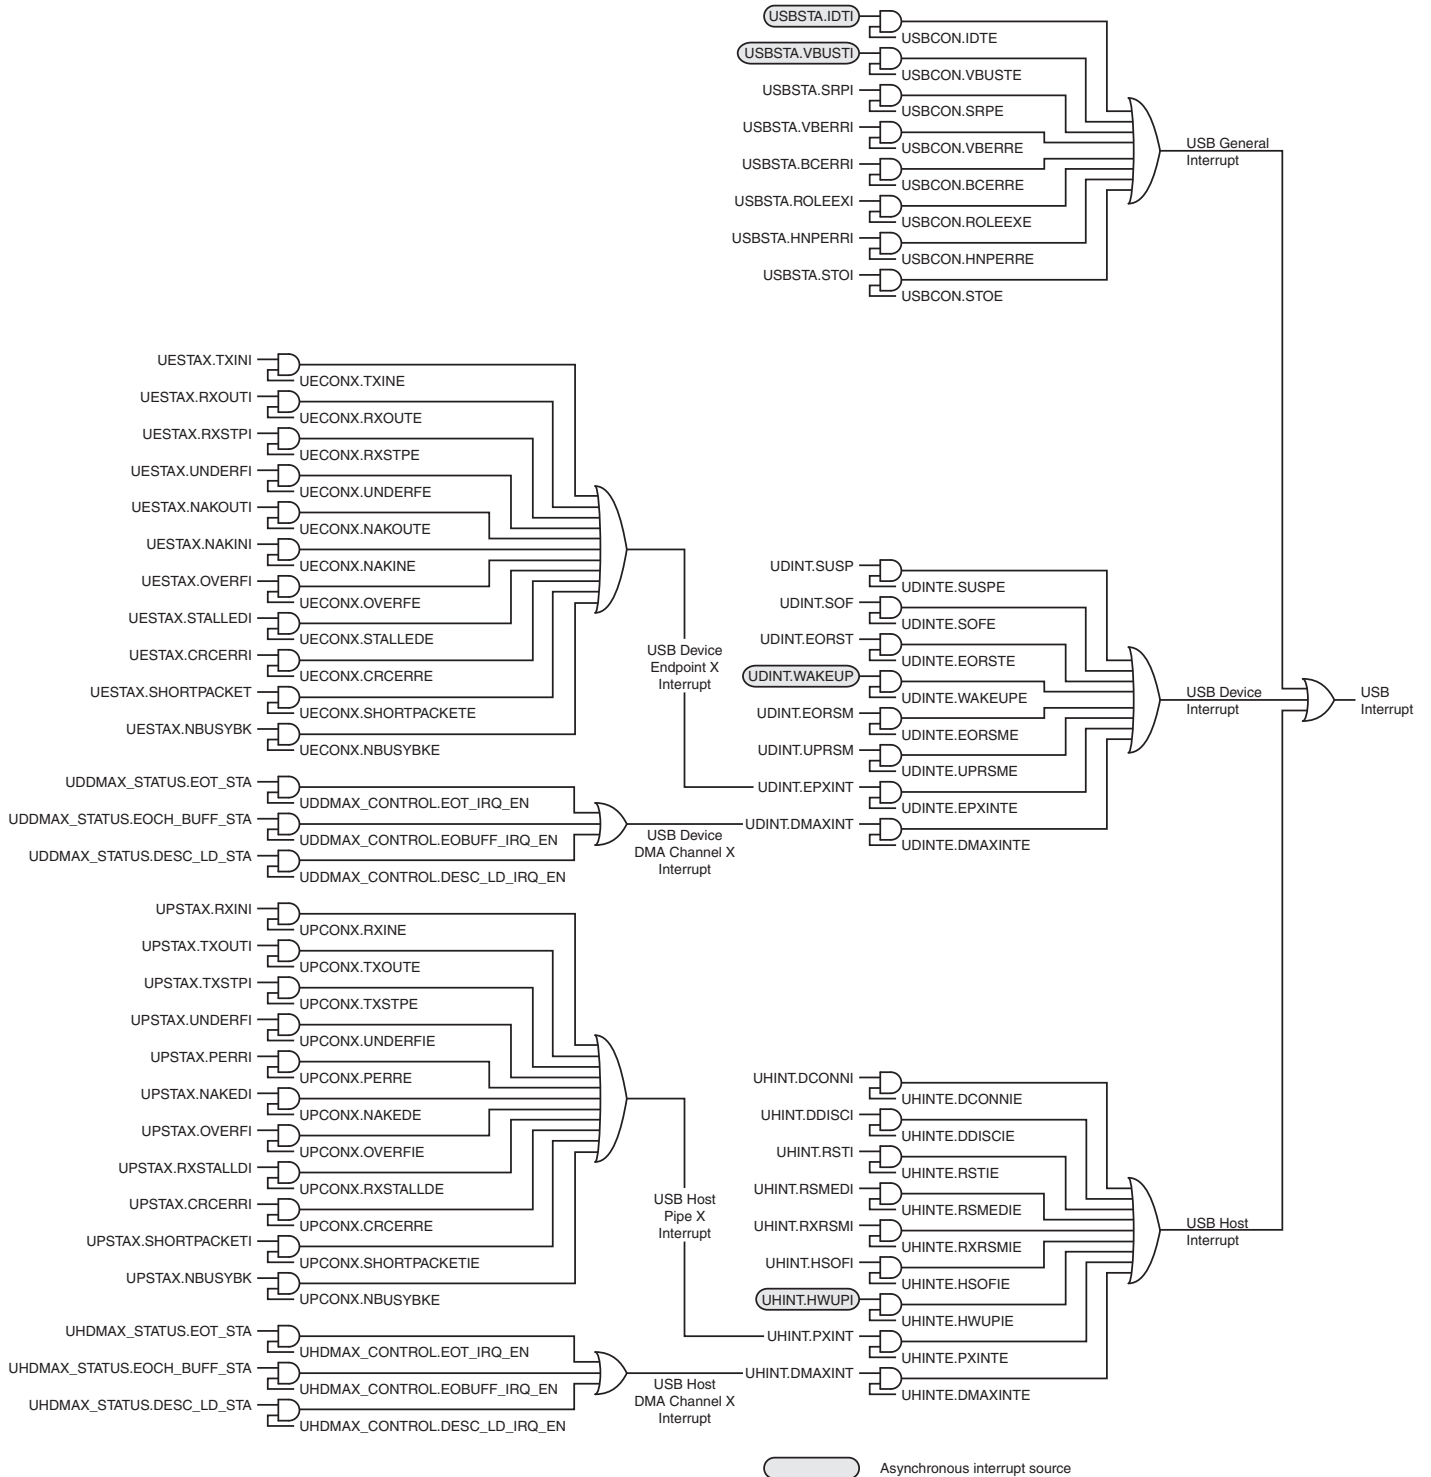 USBSTA.IDTI
USBCON.IDTE
USBSTA.VBUSTI
USBCON.VBUSTE
USBSTA.SRPI
USBCON.SRPE
USBSTA.VBERRI
USBCON.VBERRE
USBSTA.BCERRI
USBCON.BCERRE
USBSTA.ROLEEXI
USBCON.ROLEEXE
USBSTA.HNPERRI
USBCON.HNPERRE
USBSTA.STOI
USBCON.STOE
USB General
Interrupt
UESTAX.TXINI
UECONX.TXINE
UESTAX.RXOUTI
UECONX.RXOUTE
UESTAX.RXSTPI
UECONX.RXSTPE
UESTAX.UNDERFI
UECONX.UNDERFE
UESTAX.NAKOUTI
UECONX.NAKOUTE
UESTAX.NAKINI
UECONX.NAKINE
UESTAX.OVERFI
UECONX.OVERFE
UESTAX.STALLEDI
UECONX.STALLEDE
UESTAX.CRCERRI
UECONX.CRCERRE
UESTAX.SHORTPACKET
UECONX.SHORTPACKETE
UESTAX.NBUSYBK
UECONX.NBUSYBKE
USB Device
Endpoint X
Interrupt
UDDMAX_STATUS.EOT_STA
UDDMAX_CONTROL.EOT_IRQ_EN
UDDMAX_STATUS.EOCH_BUFF_STA
UDDMAX_CONTROL.EOBUFF_IRQ_EN
UDDMAX_STATUS.DESC_LD_STA
UDDMAX_CONTROL.DESC_LD_IRQ_EN
USB Device
DMA Channel X
Interrupt
UDINT.SUSP
UDINTE.SUSPE
UDINT.SOF
UDINTE.SOFE
UDINT.EORST
UDINTE.EORSTE
UDINT.WAKEUP
UDINTE.WAKEUPE
UDINT.EORSM
UDINTE.EORSME
UDINT.UPRSM
UDINTE.UPRSME
UDINT.EPXINT
UDINTE.EPXINTE
UDINT.DMAXINT
UDINTE.DMAXINTE
USB Device
Interrupt
USB
Interrupt
UPSTAX.RXINI
UPCONX.RXINE
UPSTAX.TXOUTI
UPCONX.TXOUTE
UPSTAX.TXSTPI
UPCONX.TXSTPE
UPSTAX.UNDERFI
UPCONX.UNDERFIE
UPSTAX.PERRI
UPCONX.PERRE
UPSTAX.NAKEDI
UPCONX.NAKEDE
UPSTAX.OVERFI
UPCONX.OVERFIE
UPSTAX.RXSTALLDI
UPCONX.RXSTALLDE
UPSTAX.CRCERRI
UPCONX.CRCERRE
UPSTAX.SHORTPACKETI
UPCONX.SHORTPACKETIE
UPSTAX.NBUSYBK
UPCONX.NBUSYBKE
USB Host
Pipe X
Interrupt
UHDMAX_STATUS.EOT_STA
UHDMAX_CONTROL.EOT_IRQ_EN
UHDMAX_STATUS.EOCH_BUFF_STA
UHDMAX_CONTROL.EOBUFF_IRQ_EN
UHDMAX_STATUS.DESC_LD_STA
UHDMAX_CONTROL.DESC_LD_IRQ_EN
USB Host
DMA Channel X
Interrupt
UHINT.DCONNI
UHINTE.DCONNIE
UHINT.DDISCI
UHINTE.DDISCIE
UHINT.RSTI
UHINTE.RSTIE
UHINT.RSMEDI
UHINTE.RSMEDIE
UHINT.RXRSMI
UHINTE.RXRSMIE
UHINT.HSOFI
UHINTE.HSOFIE
UHINT.HWUPI
UHINTE.HWUPIE
UHINT.PXINT
UHINTE.PXINTE
UHINT.DMAXINT
UHINTE.DMAXINTE
USB Host
Interrupt
Asynchronous interrupt source